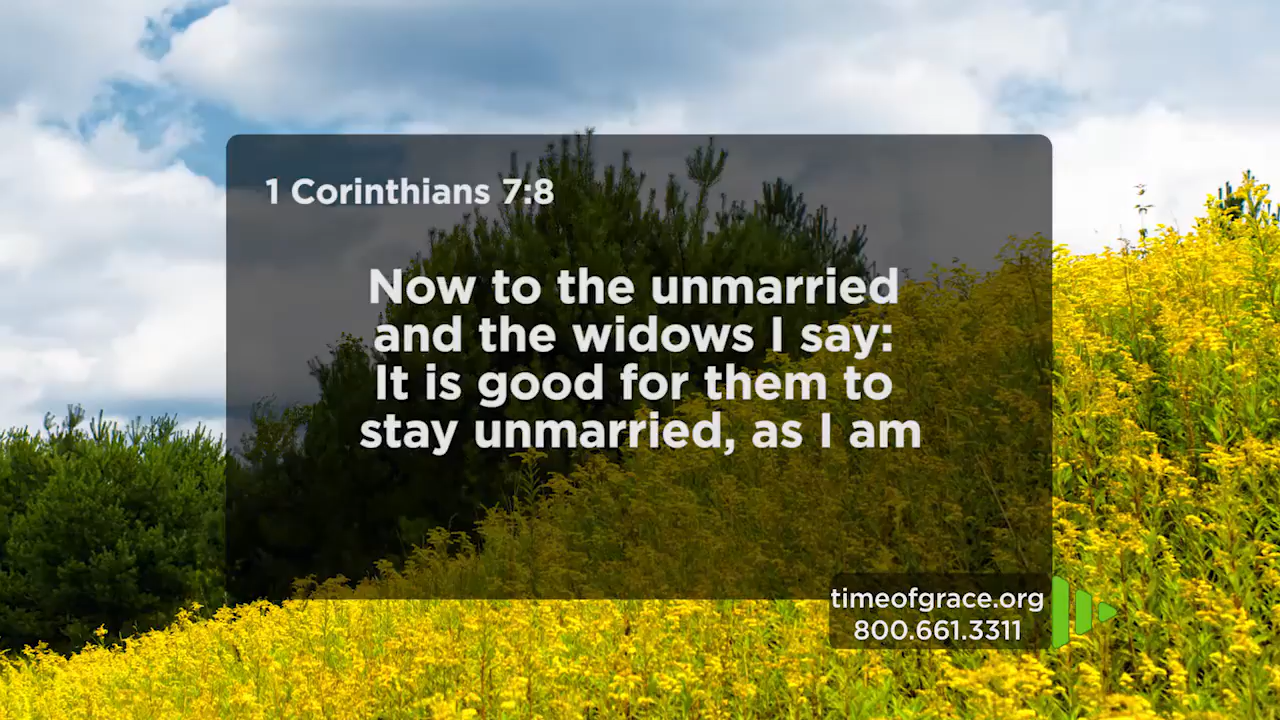 1 Corinthians 7:8
Now to the unmarried
and the widows I say:
It is good for them to
stay unmarried, as I am
timeofgrace.org
800.661.3311